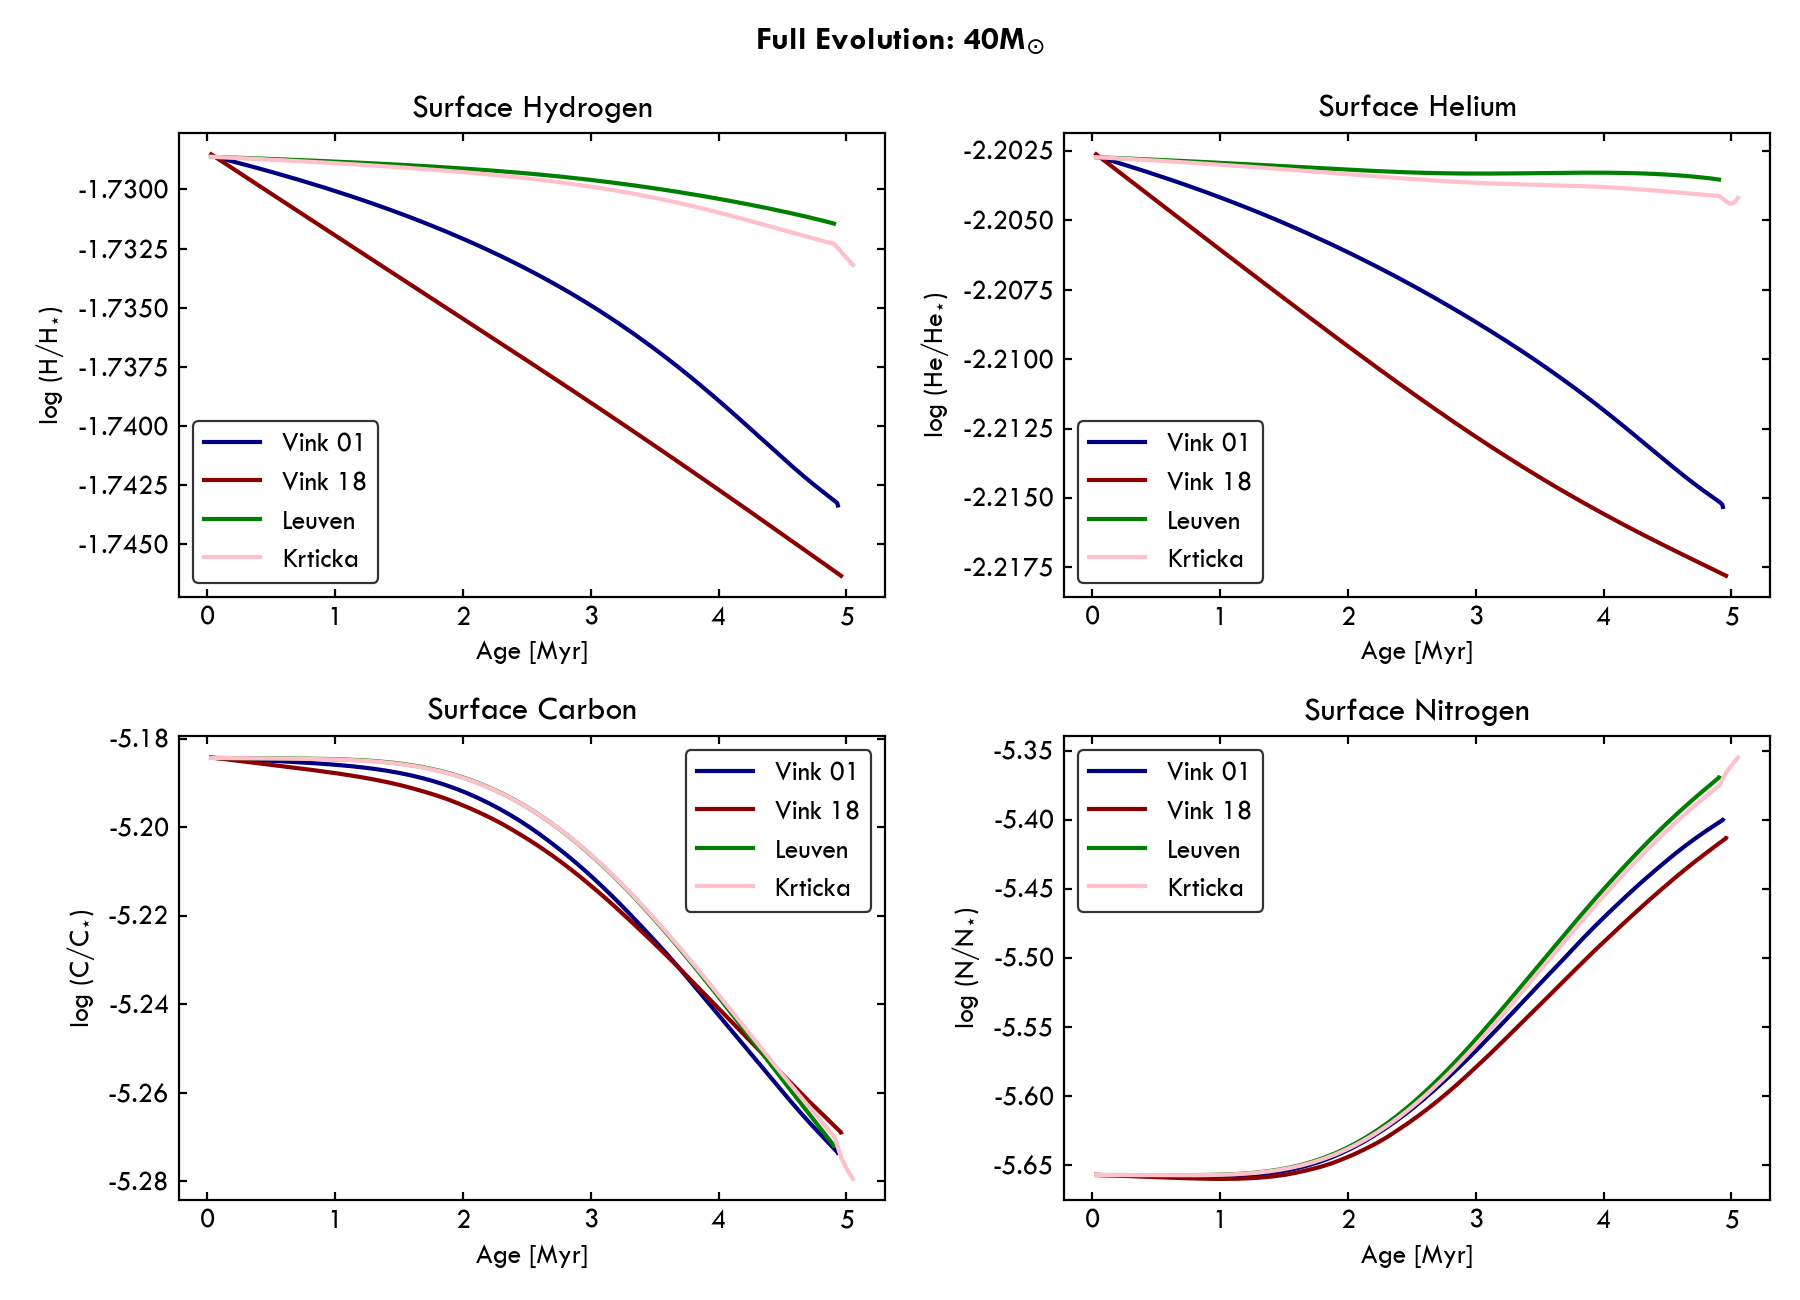 Full Evolution: 40M⊙
Surface Hydrogen
log (H/H⋆)
-1.7300
-1.7325
-1.7350
-1.7375
-1.7400
-1.7425
-1.7450
Vink 01
Vink 18
Leuven
Krticka
0 1 2 3 4 5
Age [Myr]
Surface Helium
log (He/He⋆)
-2.2025
-2.2050
-2.2075
-2.2100
-2.2125
-2.2150
-2.2175
Vink 01
Vink 18
Leuven
Krticka
0 1 2 3 4 5
Age [Myr]
Surface Carbon
log (C/C⋆)
-5.18
-5.20
-5.22
-5.24
-5.26
-5.28
Vink 01
Vink 18
Leuven
Krticka
0 1 2 3 4 5
Age [Myr]
Surface Nitrogen
log (N/N⋆)
-5.35
-5.40
-5.45
-5.50
-5.55
-5.60
-5.65
Vink 01
Vink 18
Leuven
Krticka
0 1 2 3 4 5
Age [Myr]